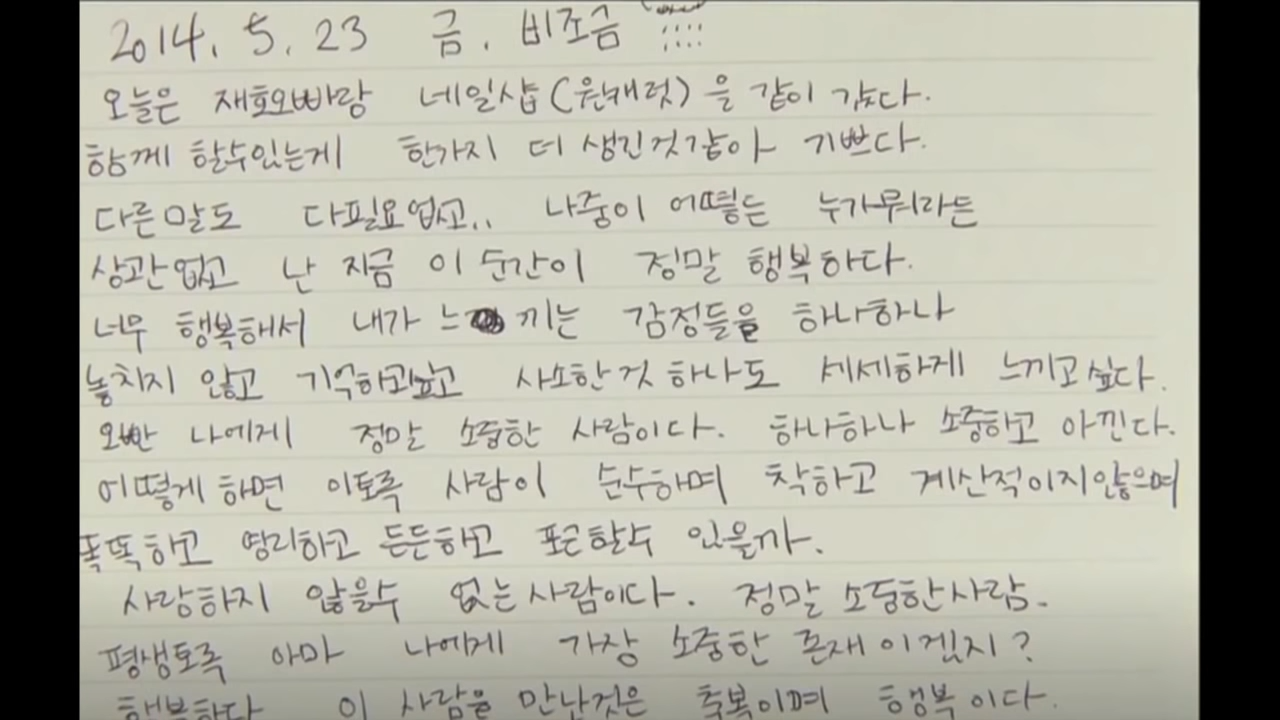 2014. 5. 23 금. 비조금
오늘은 재호오빠랑 네일샵(원캐럿)을 같이 갔다.
함께 할수있는게 한가지 더 생긴것같아 기쁘다.
다른말도 다필요없고.. 나중이 어떻든 누가뭐라든
상관없고 난 지금 이 순간이 정말 행복하다.
너무 행복해서 내가 느끼는 감정들을 하나하나
놓치지 않고 기억하고싶고 사소한것 하나도 세세하게 느끼고싶다.
오빤 나에게 정말 소중한 사람이다. 하나하나 소중하고 아낀다.
어떻게하면 이토록 사람이 순수하며 착하고 계산적이지않으며
똑똑하고 영리하고 든든하고 포근할수 있을까.
사랑하지 않을수 없는사람이다. 정말 소중한사람.
평생토록 아마 나에게 가장 소중한 존재이겠지?
행복하다 이 사람을 만난것은 축복이며 행복이다.